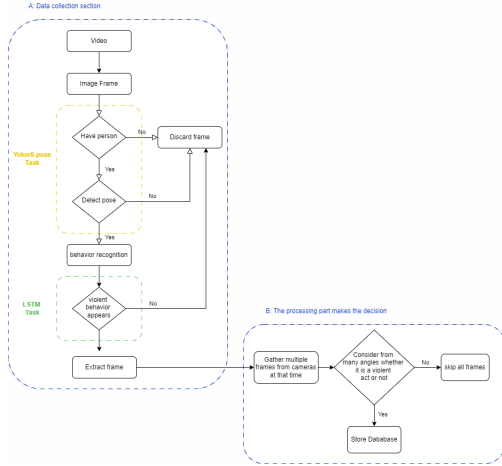 A: Data collection section
Video
Image Frame
Have person
No
Discard frame
Yolov8-pose
Task
Yes
Detect pose
No
Yes
behavior recognition
LSTM
Task
violent
behavior
appears
No
B: The processing part makes the decision
Extract frame
Gather multiple
frames from cameras
at that time
Consider from
many angles whether
it is a violent
act or not
No
skip all frames
Yes
Store Dababase